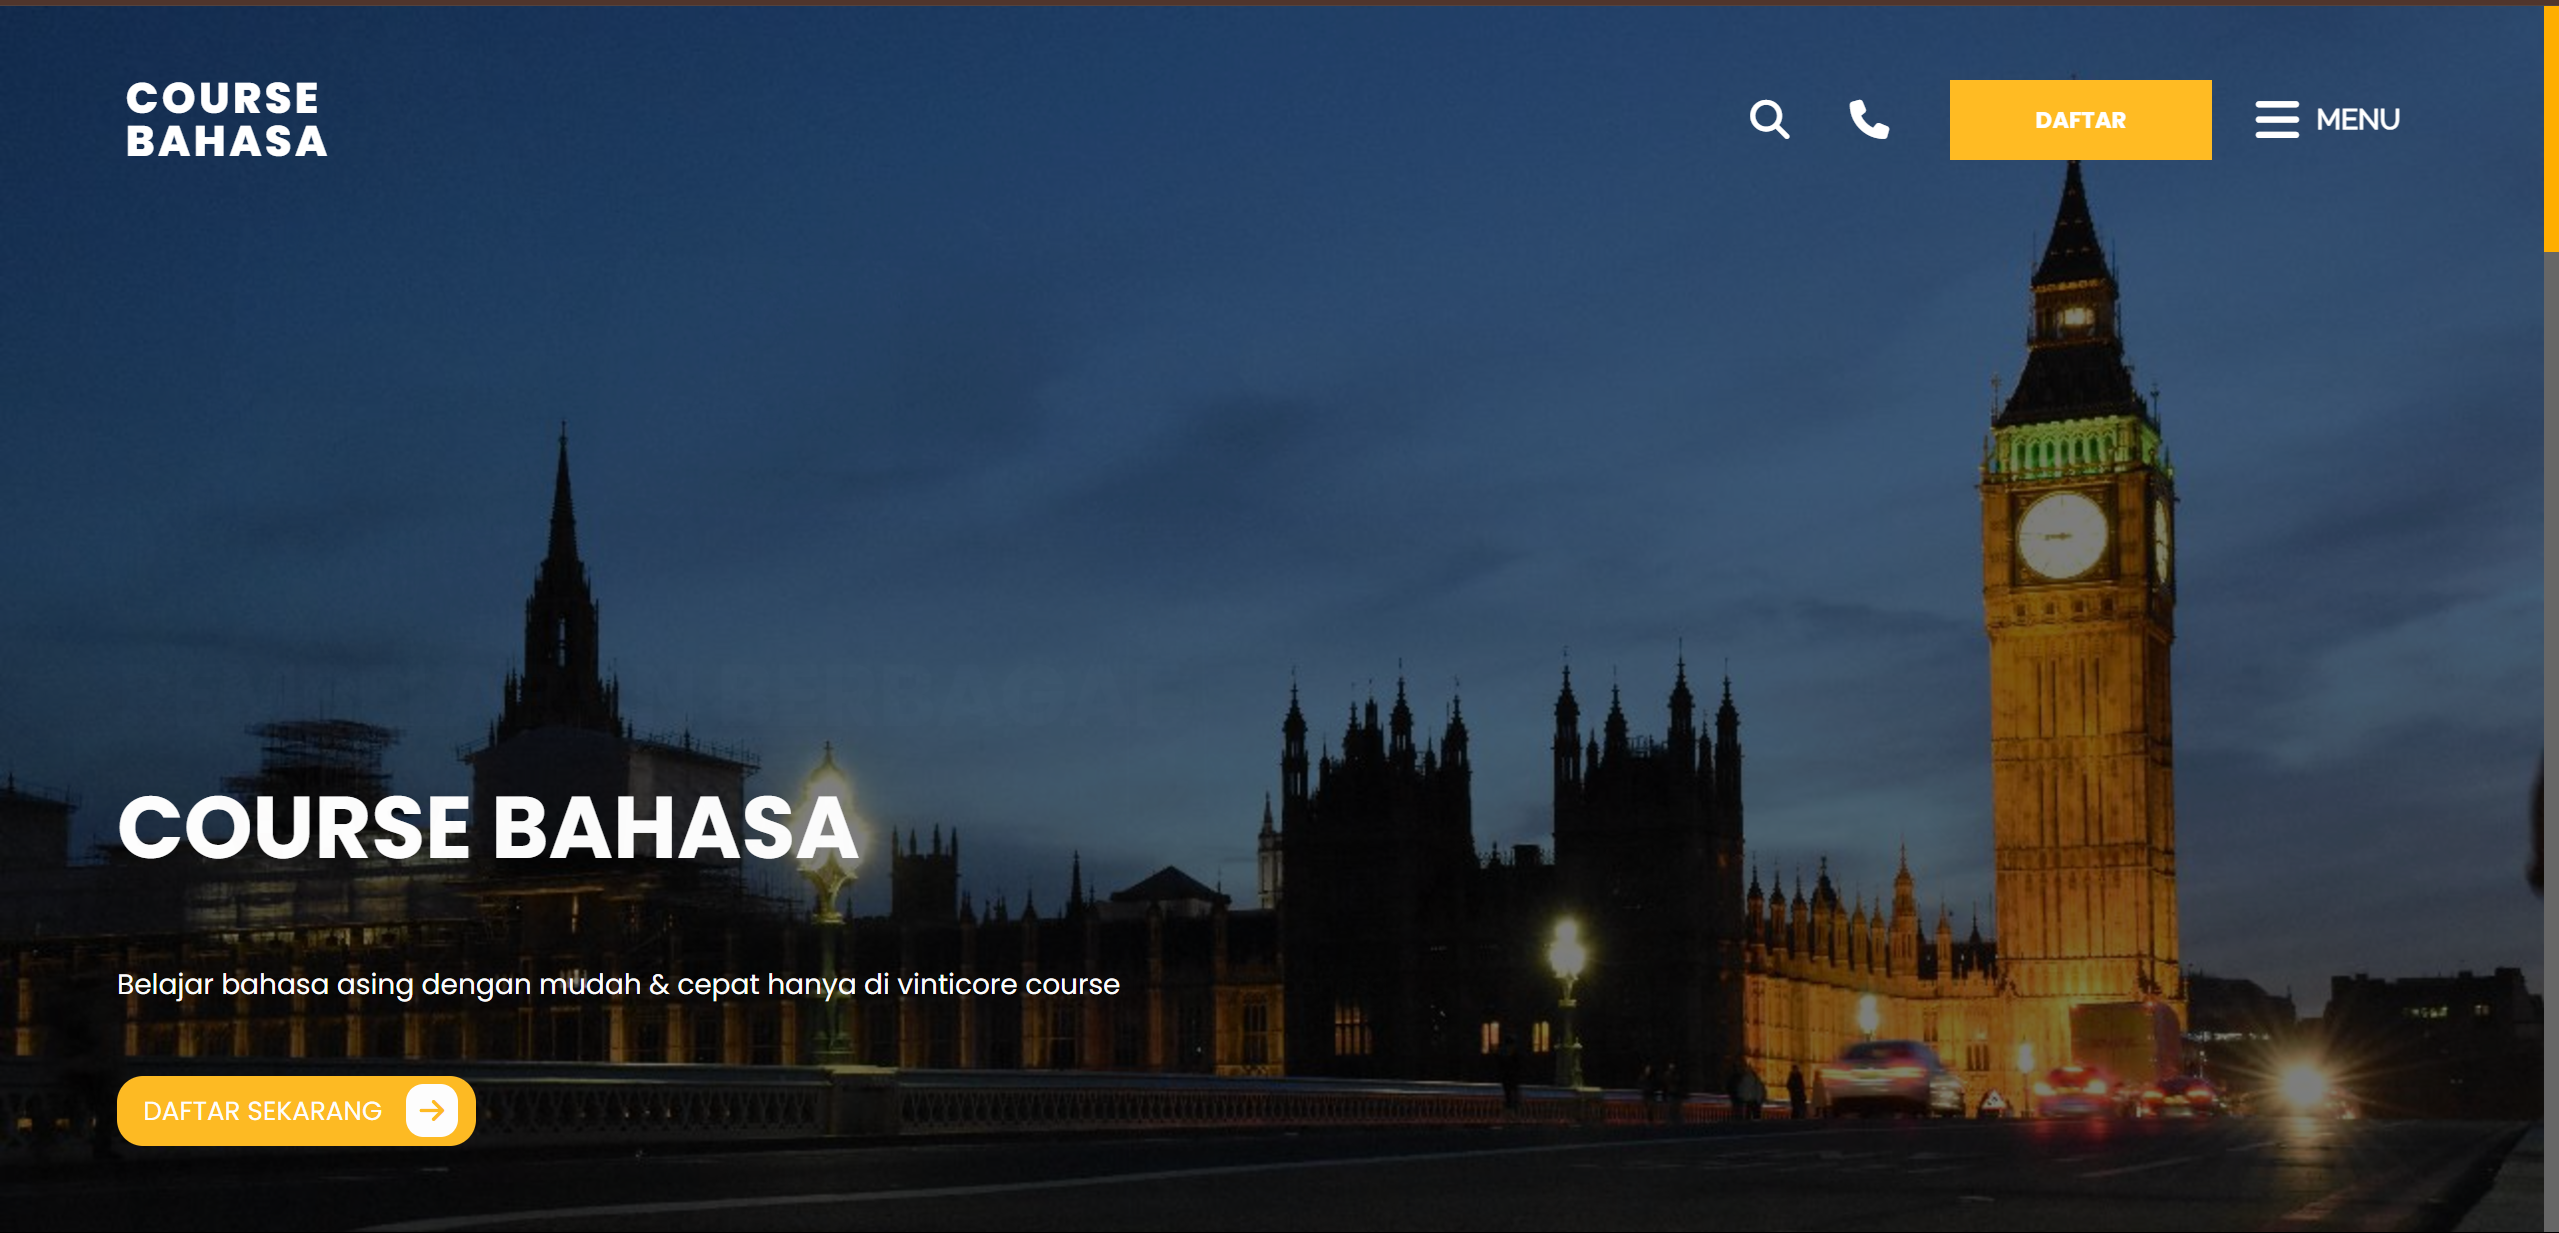 COURSE
BAHASA
DAFTAR
MENU
COURSE BAHASA
Belajar bahasa asing dengan mudah & cepat hanya di vinticore course
DAFTAR SEKARANG